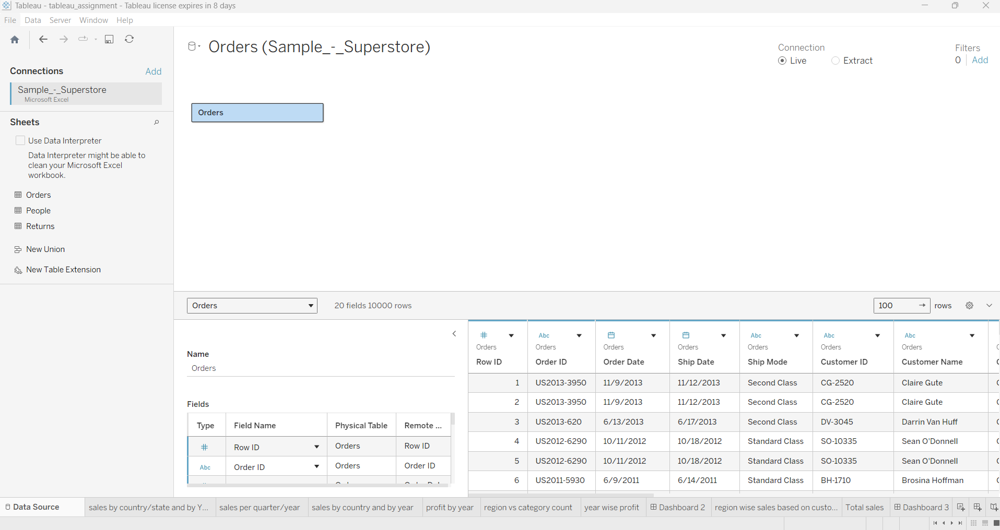 Tableau - tableau_assignment - Tableau license expires in 8 days
File Data Server Window Help
Connections Add
Sample_-_Superstore
Microsoft Excel
Sheets
Use Data Interpreter
Data Interpreter might be able to
clean your Microsoft Excel
workbook.
Orders
People
Returns
New Union
New Table Extension
Orders (Sample_-_Superstore)
Connection
Live Extract
Filters
0 Add
Orders
Orders 20 fields 10000 rows 100 rows
Name
Orders
Fields
Type Field Name Physical Table Remote ...
# Row ID Orders Row ID
Abc Order ID Orders Order ID
# Abc Abc Abc Abc
Orders Orders Orders Orders Orders Orders Orders
Row ID Order ID Order Date Ship Date Ship Mode Customer ID Customer Name
1 US2013-3950 11/9/2013 11/12/2013 Second Class CG-2520 Claire Gute
2 US2013-3950 11/9/2013 11/12/2013 Second Class CG-2520 Claire Gute
3 US2013-620 6/13/2013 6/17/2013 Second Class DV-3045 Darrin Van Huff
4 US2012-6290 10/11/2012 10/18/2012 Standard Class SO-10335 Sean O'Donnell
5 US2012-6290 10/11/2012 10/18/2012 Standard Class SO-10335 Sean O'Donnell
6 US2011-5930 6/9/2011 6/14/2011 Standard Class BH-1710 Brosina Hoffman
Data Source sales by country/state and by Y... sales per quarter/year sales by country and by year profit by year region vs category count year wise profit Dashboard 2 region wise sales based on custo... Total sales Dashboard 3